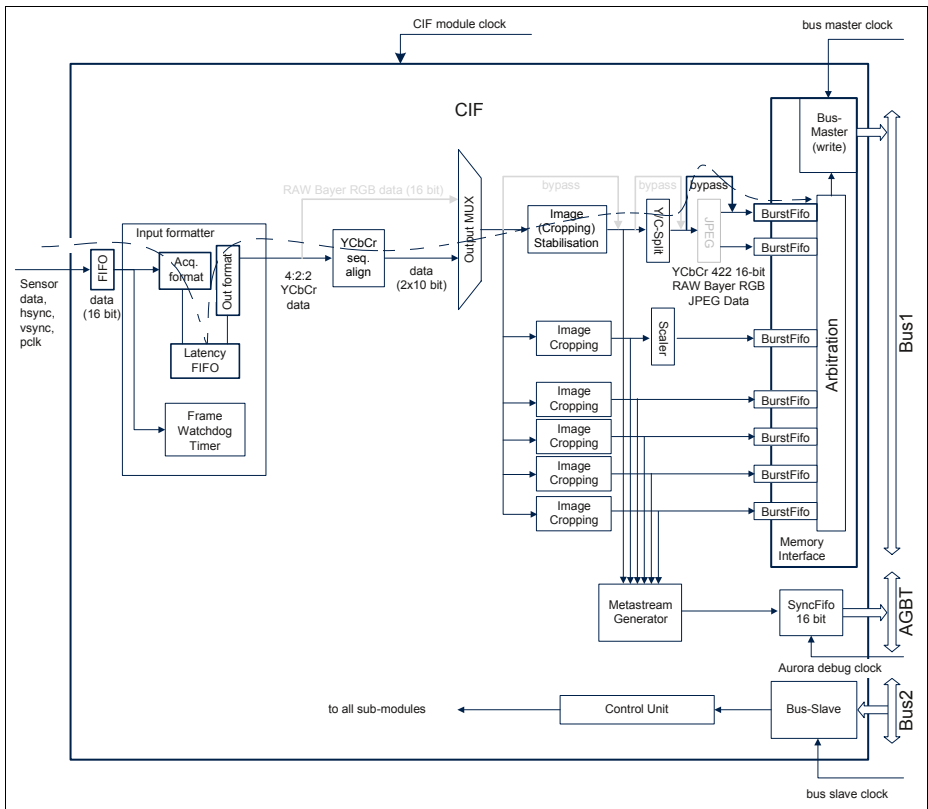 CIF module clock
bus master clock
CIF
Bus-
Master
(write)
RAW Bayer RGB data (16 bit)
bypass
bypass
bypass
Output MUX
Image
(Cropping)
Stabilisation
Y/C-Split
JPEG
BurstFifo
BurstFifo
Input formatter
YCbCr
seq.
align
FIFO
Acq.
format
Out format
Sensor
data,
hsync,
vsync,
pclk
data
(16 bit)
4:2:2
YCbCr
data
data
(2x10 bit)
YCbCr 422 16-bit
RAW Bayer RGB
JPEG Data
Latency
FIFO
Image
Cropping
Scaler
BurstFifo
Arbitration
Bus1
Frame
Watchdog
Timer
Image
Cropping
BurstFifo
Image
Cropping
BurstFifo
Image
Cropping
BurstFifo
Image
Cropping
BurstFifo
Memory
Interface
Metastream
Generator
SyncFifo
16 bit
AGBT
Aurora debug clock
to all sub-modules
Control Unit
Bus-Slave
Bus2
bus slave clock